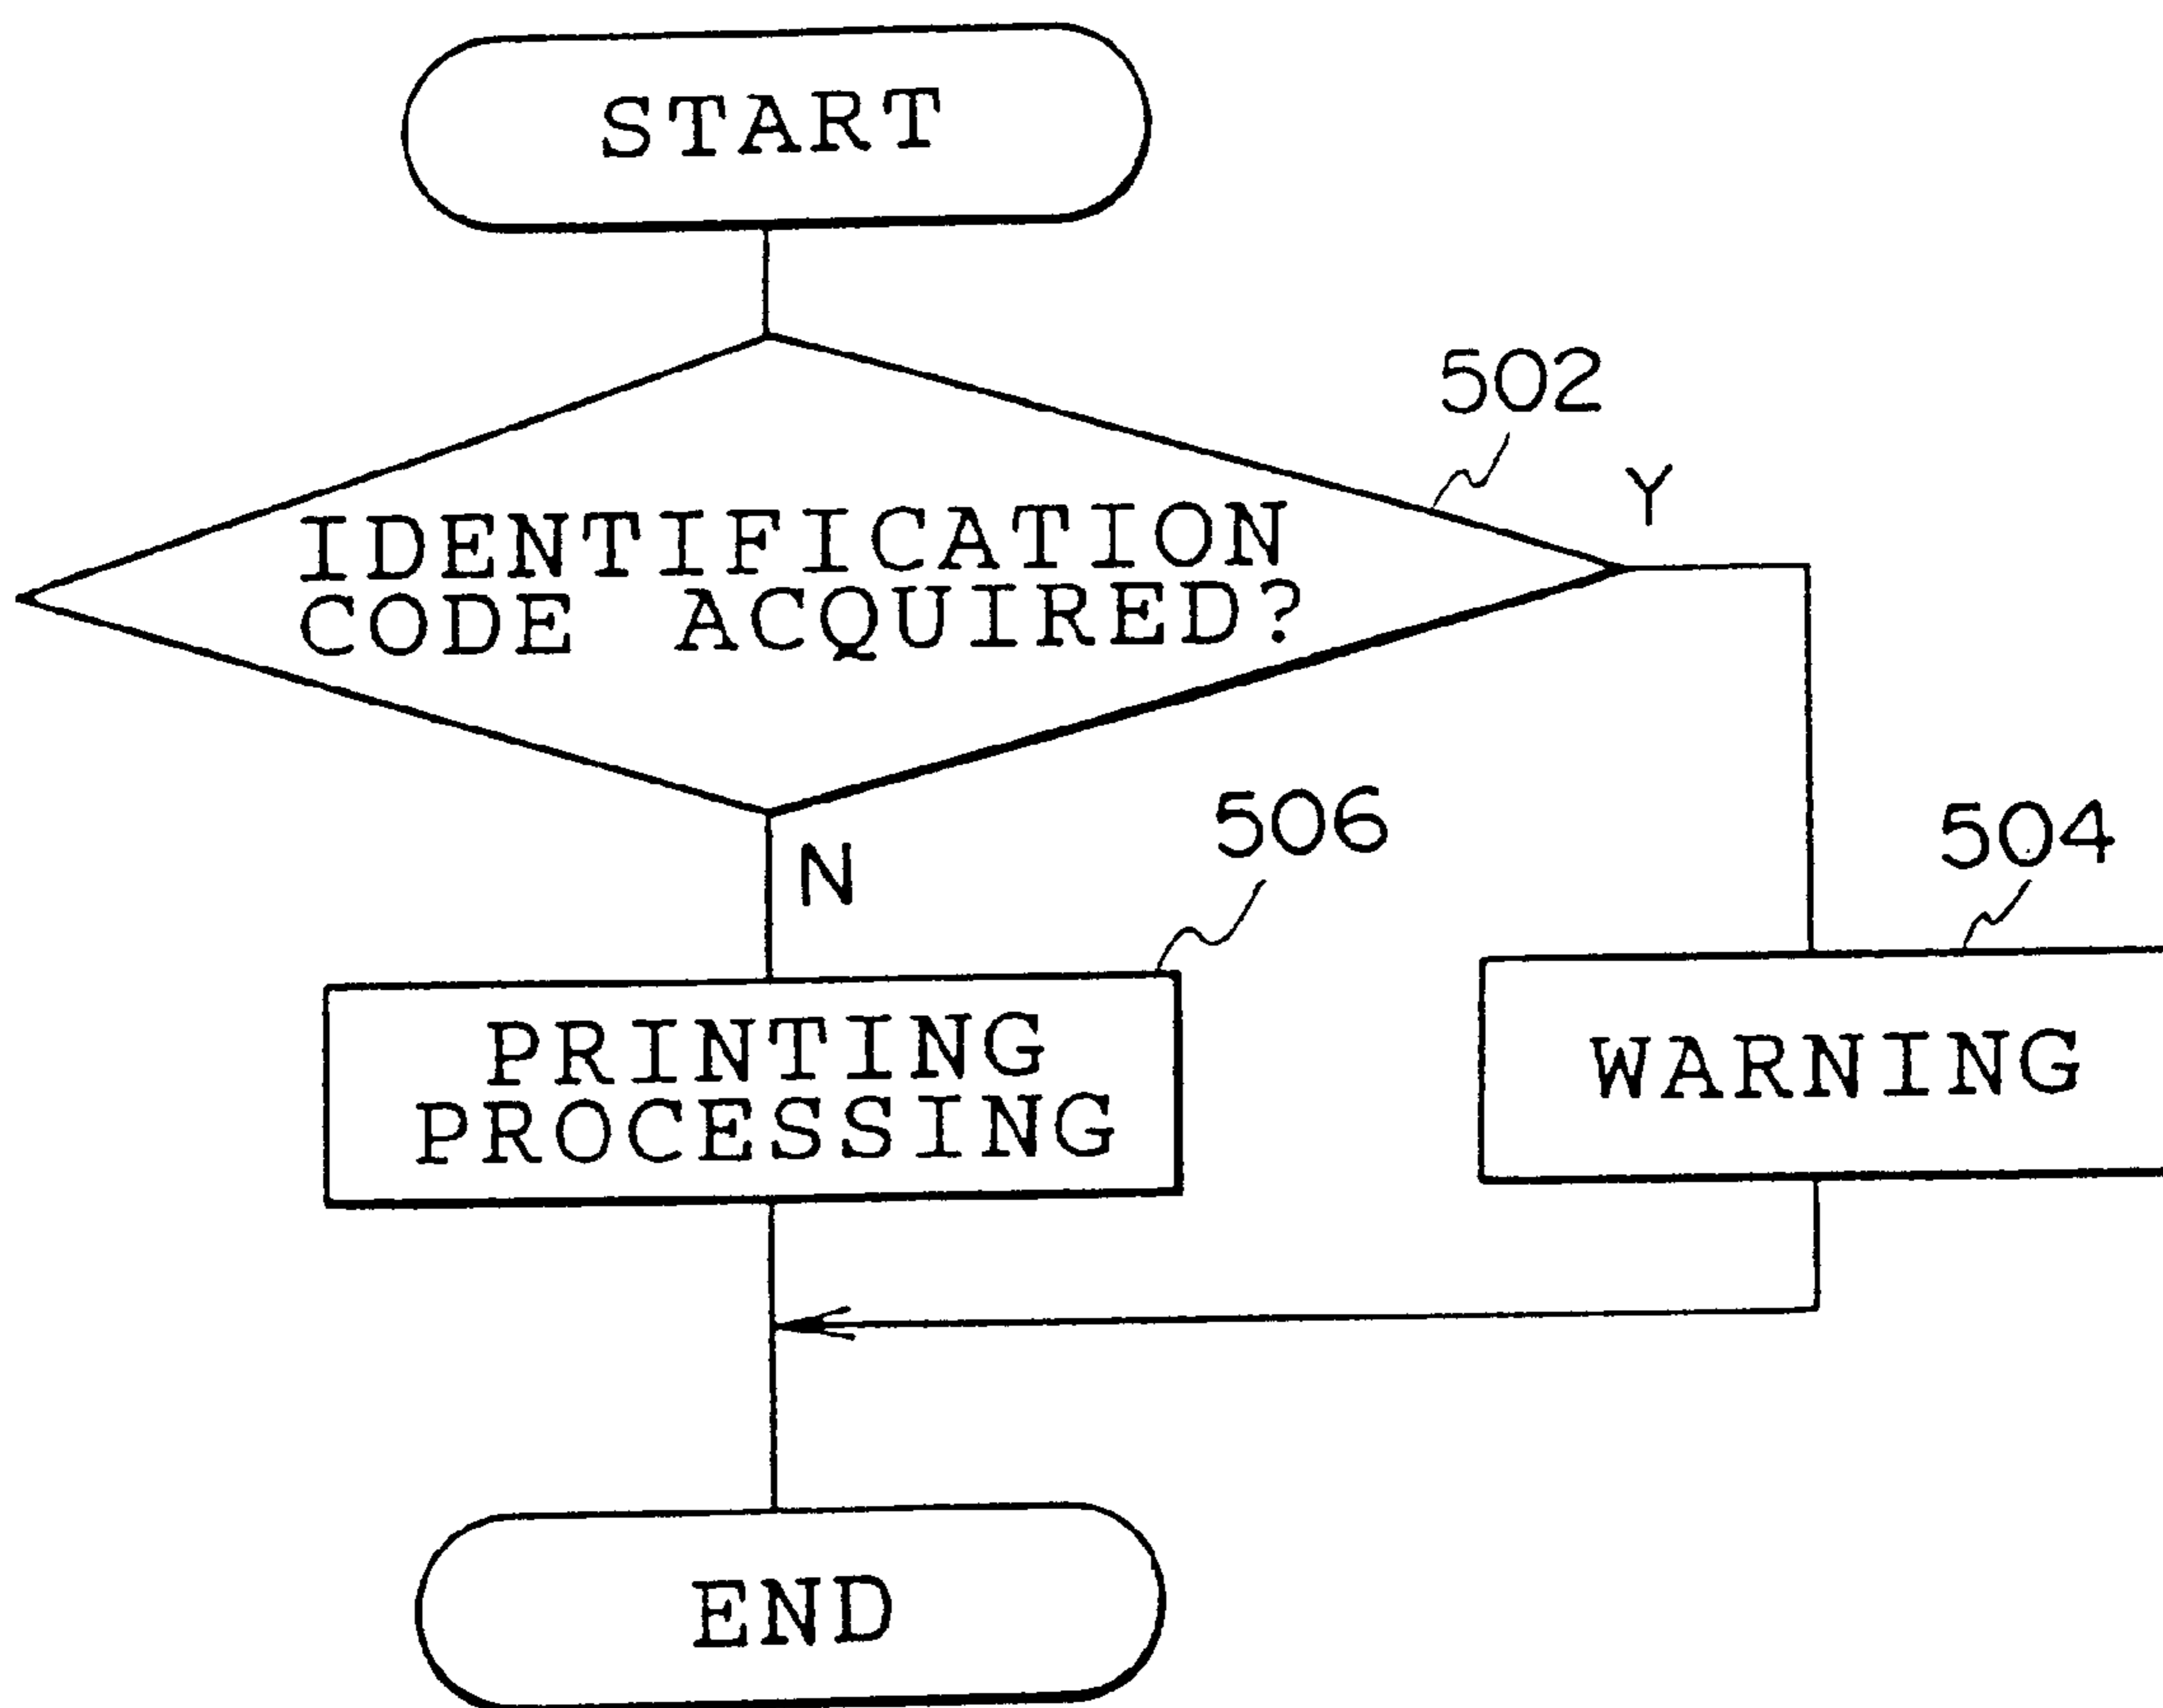 START
502
Y
IDENTIFICATION
CODE ACQUIRED?
N
506
504
PRINTING
PROCESSING
WARNING
END